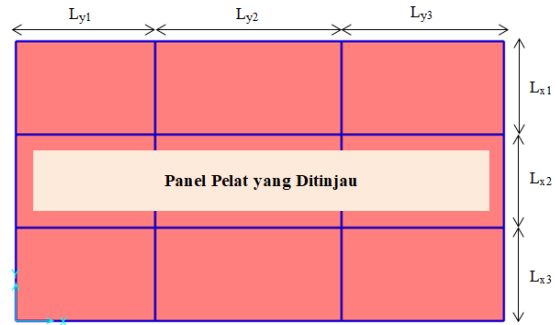 Ly1 Ly2 Ly3
Lx1
Panel Pelat yang Ditinjau
Lx2
Lx3
Y
X